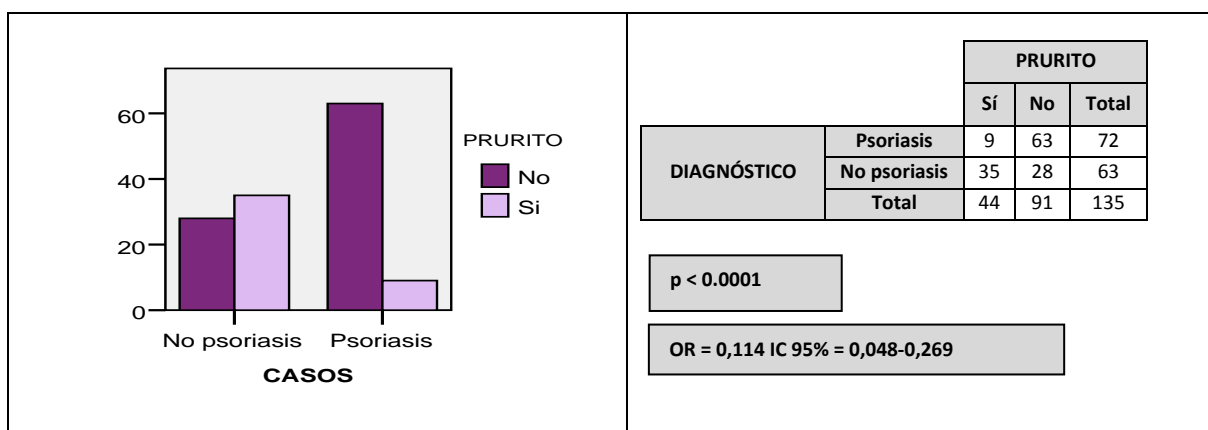 60
40
20
0
No psoriasis Psoriasis
CASOS
PRURITO
No
Si
PRURITO
Sí No Total
DIAGNÓSTICO Psoriasis 9 63 72
No psoriasis 35 28 63
Total 44 91 135
p < 0.0001
OR = 0,114 IC 95% = 0,048-0,269